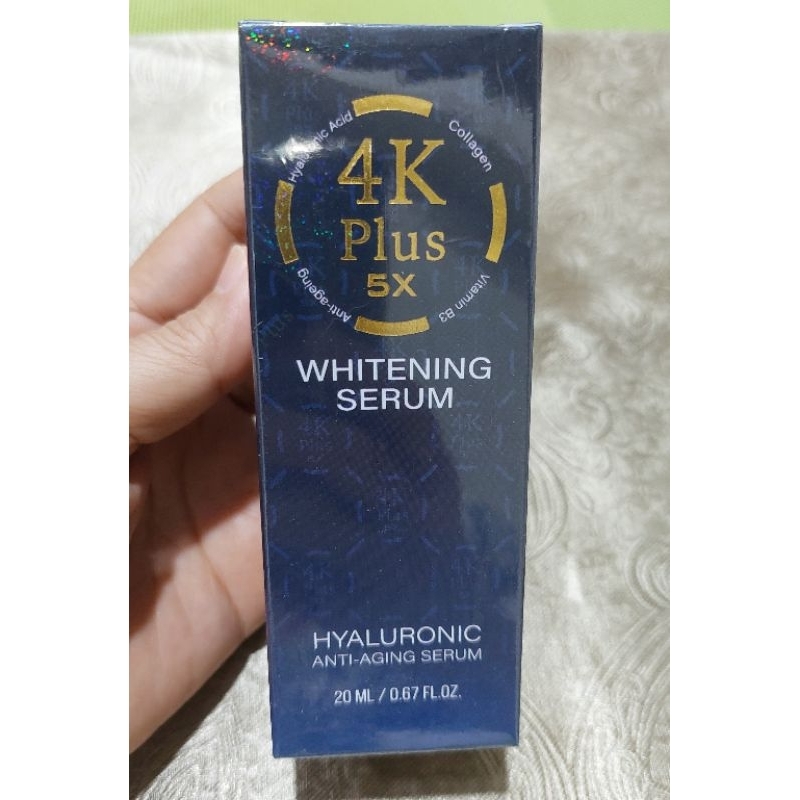 Hyaluronic Acid
Collagen
4K
Plus
5X
Anti-ageing
Vitamin B3
WHITENING
SERUM
HYALURONIC
ANTI-AGING SERUM
20 ML / 0.67 FL.OZ.